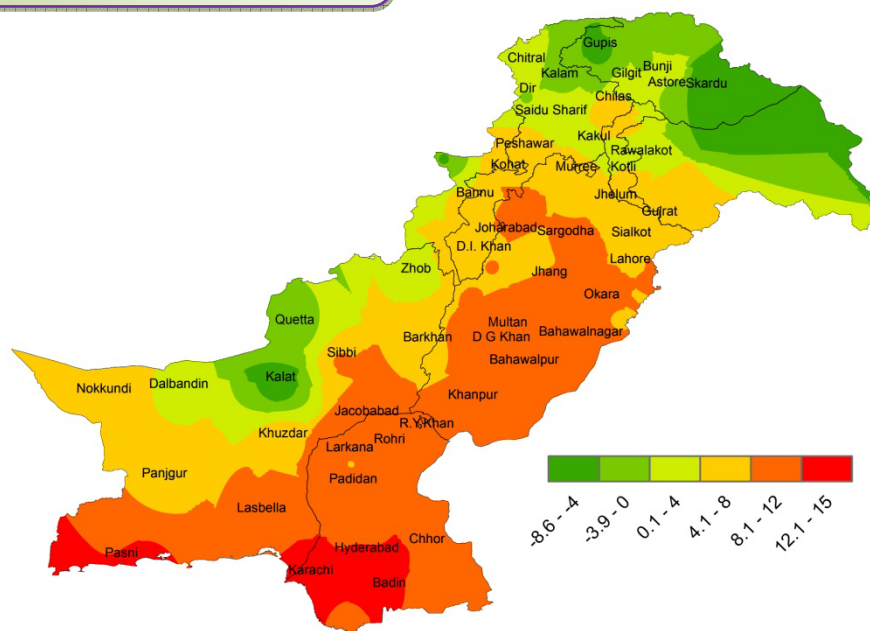 Gupis
Chitral
Bunji
Kalam
Gilgit
Astore
Skardu
Dir
Chilas
Saidu Sharif
Kakul
Peshawar
Rawalakot
Kohat
Muree
Kotli
Bannu
Jhelum
Gujrat
Joharabad
Sargodha
Sialkot
D.I. Khan
Lahore
Zhob
Jhang
Okara
Quetta
Multan
Bahawalnagar
Barkhan
D G Khan
Sibbi
Bahawalpur
Kalat
Nokkundi
Dalbandin
Khanpur
Jacobabad
R.Y.Khan
Khuzdar
Rohri
Larkana
Panjgur
Padidan
Lasbella
Chhor
Pasni
Hyderabad
Karachi
Badin
-8.6 - -4
-3.9 - 0
0.1 - 4
4.1 - 8
8.1 - 12
12.1 - 15